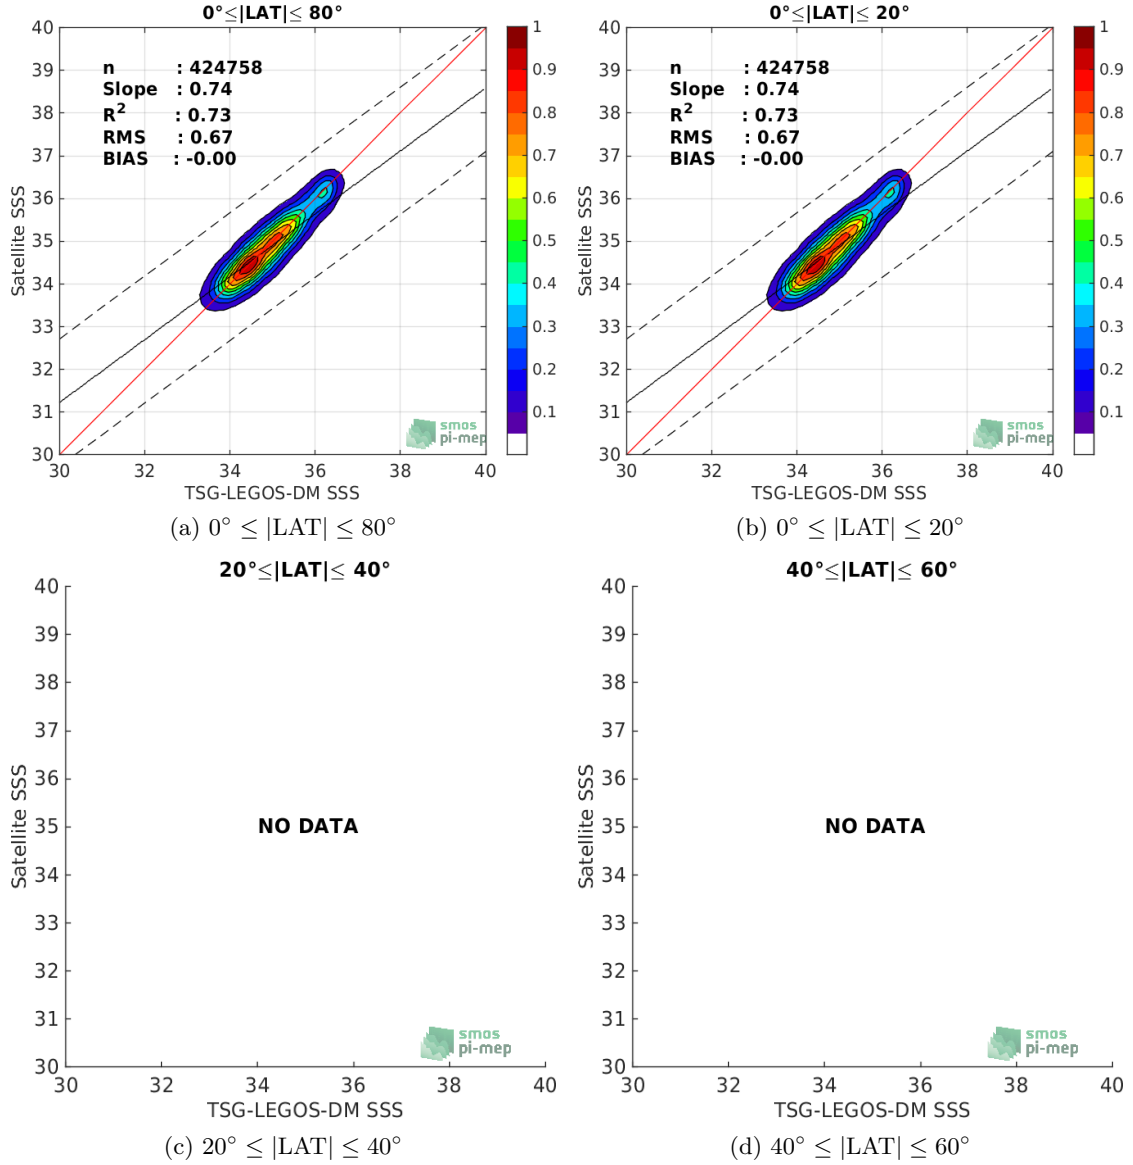 0°≤|LAT|≤ 80°
40
39
38
37
36
35
34
33
32
31
30
n : 424758
Slope : 0.74
R² : 0.73
RMS : 0.67
BIAS : -0.00
Satellite SSS
smos
pi-mep
30 32 34 36 38 40
TSG-LEGOS-DM SSS
1
0.9
0.8
0.7
0.6
0.5
0.4
0.3
0.2
0.1
(a) 0° ≤ |LAT| ≤ 80°
0°≤|LAT|≤ 20°
40
39
38
37
36
35
34
33
32
31
30
n : 424758
Slope : 0.74
R² : 0.73
RMS : 0.67
BIAS : -0.00
Satellite SSS
smos
pi-mep
30 32 34 36 38 40
TSG-LEGOS-DM SSS
1
0.9
0.8
0.7
0.6
0.5
0.4
0.3
0.2
0.1
(b) 0° ≤ |LAT| ≤ 20°
20°≤|LAT|≤ 40°
40
39
38
37
36
35
34
33
32
31
30
Satellite SSS
NO DATA
smos
pi-mep
30 32 34 36 38 40
TSG-LEGOS-DM SSS
(c) 20° ≤ |LAT| ≤ 40°
40°≤|LAT|≤ 60°
40
39
38
37
36
35
34
33
32
31
30
Satellite SSS
NO DATA
smos
pi-mep
30 32 34 36 38 40
TSG-LEGOS-DM SSS
(d) 40° ≤ |LAT| ≤ 60°